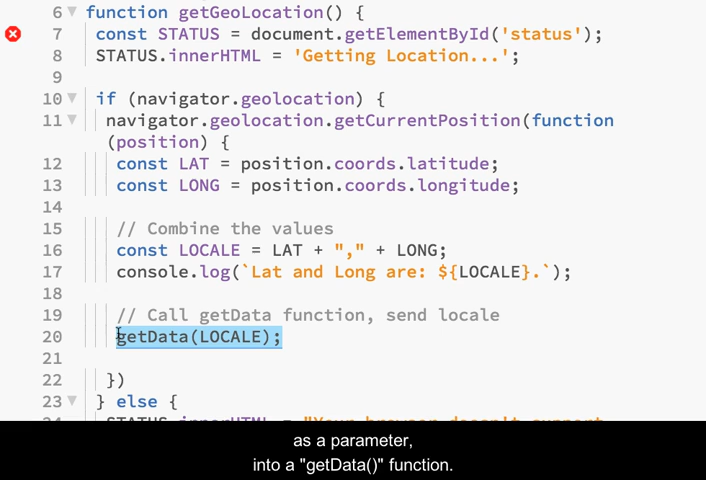 6 function getGeoLocation() {
7 const STATUS = document.getElementById('status');
8 STATUS.innerHTML = 'Getting Location...';
9
10 if (navigator.geolocation) {
11 navigator.geolocation.getCurrentPosition(function
(position) {
12 const LAT = position.coords.latitude;
13 const LONG = position.coords.longitude;
14
15 // Combine the values
16 const LOCALE = LAT + "," + LONG;
17 console.log(`Lat and Long are: ${LOCALE}.`);
18
19 // Call getData function, send locale
20 getData(LOCALE);
21
22 })
23 } else {
as a parameter,
into a "getData()" function.